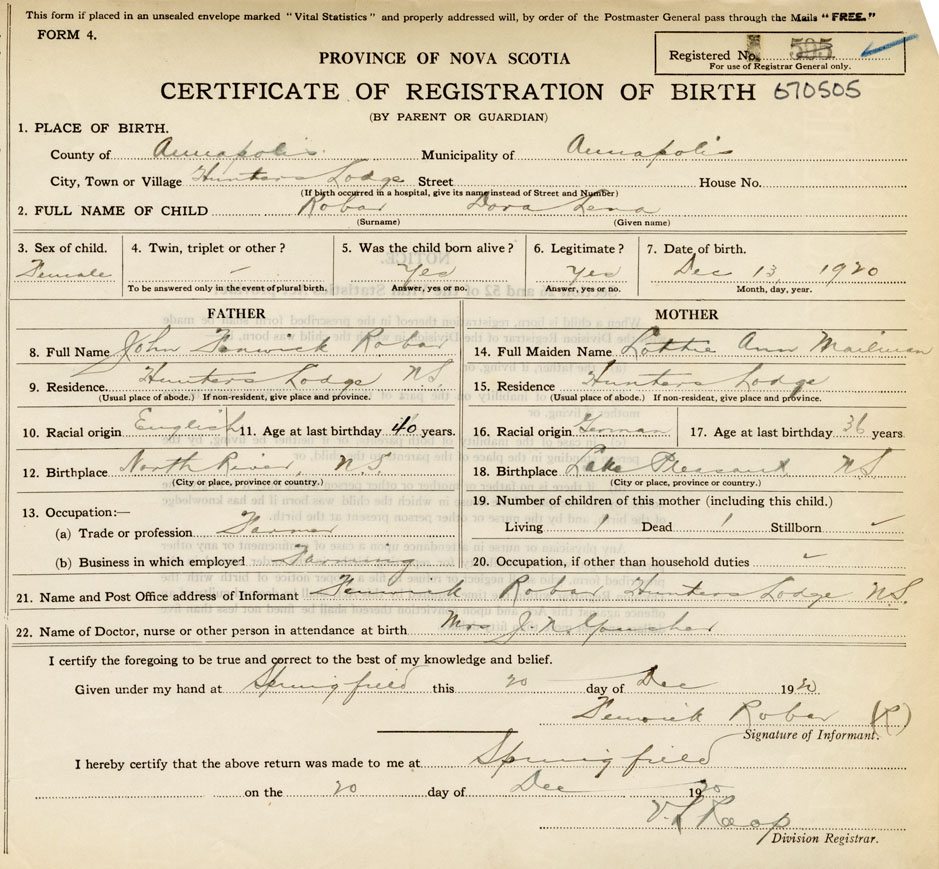 This form if placed in an unsealed envelope marked "Vital Statistics" and properly addressed will, by order of the Postmaster General pass through the Mails "FREE."
FORM 4.
PROVINCE OF NOVA SCOTIA
Registered No. 595
For use of Registrar General only.
CERTIFICATE OF REGISTRATION OF BIRTH 670505
(BY PARENT OR GUARDIAN)
1. PLACE OF BIRTH.
County of Annapolis Municipality of Annapolis
City, Town or Village Hunters Lodge Street House No.
(If birth occurred in a hospital, give its name instead of Street and Number)
2. FULL NAME OF CHILD Robar Dora Lena
(Surname) (Given name)
3. Sex of child. 4. Twin, triplet or other? 5. Was the child born alive? 6. Legitimate? 7. Date of birth.
Female - Yes Yes Dec 13, 1920
To be answered only in the event of plural birth. Answer, yes or no. Answer, yes or no. Month, day, year.
FATHER MOTHER
8. Full Name John Fenwick Robar 14. Full Maiden Name Lottie Ann Mailman
9. Residence. Hunters Lodge N.S. 15. Residence Hunters Lodge
(Usual place of abode.) If non-resident, give place and province. (Usual place of abode.) If non-resident, give place and province.
10. Racial origin English 11. Age at last birthday 40 years. 16. Racial origin German 17. Age at last birthday 36 years
12. Birthplace North River, N.S. 18. Birthplace Lake Pleasant N.S.
(City or place, province or country.) (City or place, province or country.)
13. Occupation:— 19. Number of children of this mother (including this child.)
(a) Trade or profession Farmer Living 1 Dead 1 Stillborn
(b) Business in which employed Farming 20. Occupation, if other than household duties
21. Name and Post Office address of Informant Fenwick Robar Hunters Lodge N.S.
22. Name of Doctor, nurse or other person in attendance at birth Mrs J.
I certify the foregoing to be true and correct to the best of my knowledge and belief.
Given under my hand at Springfield this 20 day of Dec 1920
Fenwick Robar (R)
Signature of Informant.
I hereby certify that the above return was made to me at Springfield
on the 20 day of Dec 1920
Roop
Division Registrar.